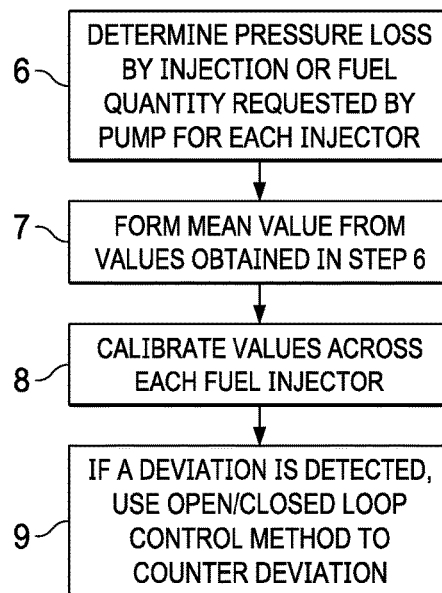 6
DETERMINE PRESSURE LOSS
BY INJECTION OR FUEL
QUANTITY REQUESTED BY
PUMP FOR EACH INJECTOR
7
FORM MEAN VALUE FROM
VALUES OBTAINED IN STEP 6
8
CALIBRATE VALUES ACROSS
EACH FUEL INJECTOR
9
IF A DEVIATION IS DETECTED,
USE OPEN/CLOSED LOOP
CONTROL METHOD TO
COUNTER DEVIATION